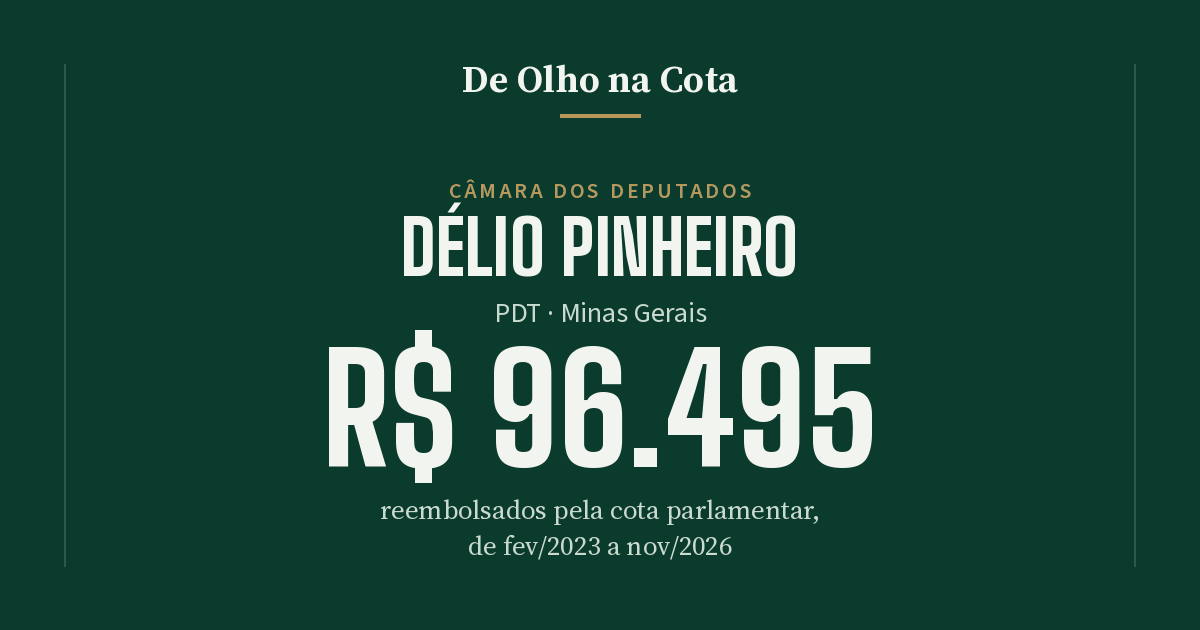 De Olho na Cota
CÂMARA DOS DEPUTADOS
DÉLIO PINHEIRO
PDT · Minas Gerais
R$ 96.495
reembolsados pela cota parlamentar,
de fev/2023 a nov/2026